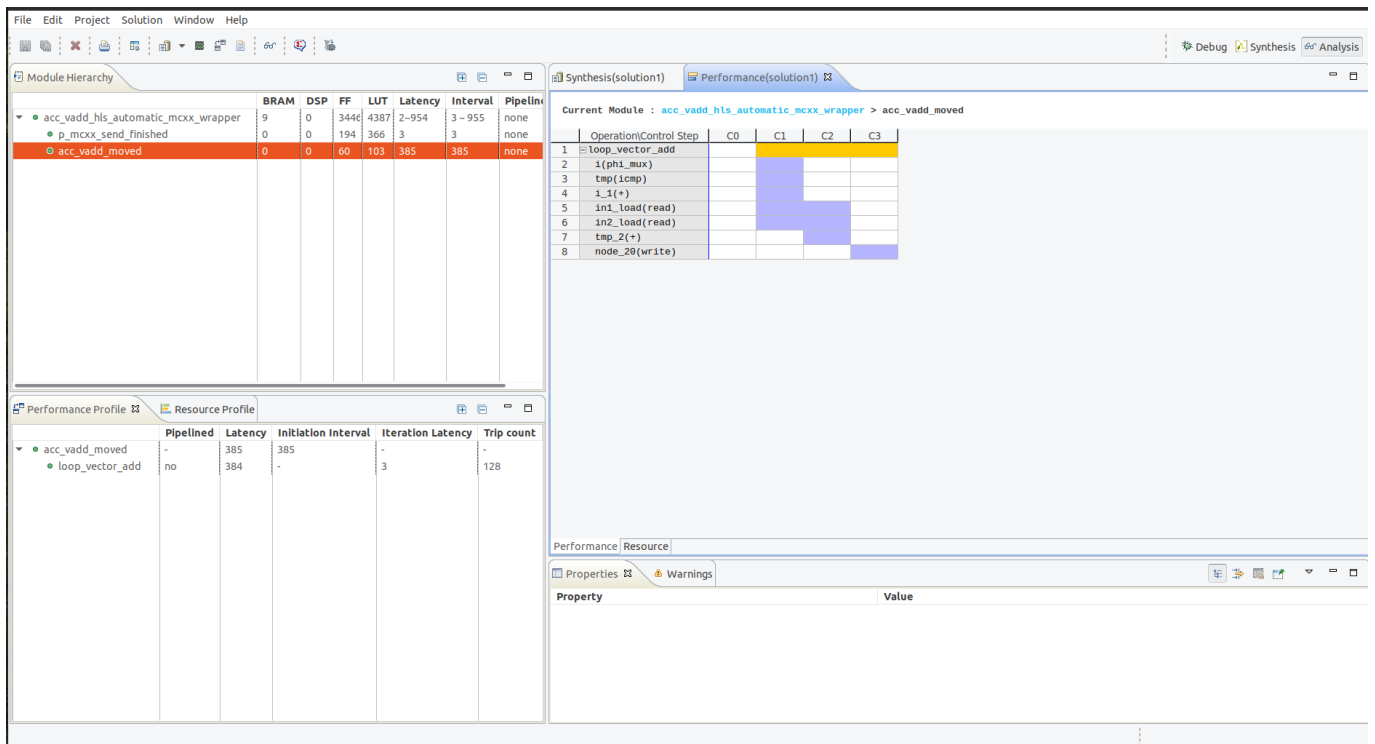 File Edit Project Solution Window Help
Debug Synthesis Analysis
Module Hierarchy
BRAM DSP FF LUT Latency Interval Pipelin
acc_vadd_hls_automatic_mcxx_wrapper 9 0 3446 4387 2~954 3 ~ 955 none
p_mcxx_send_finished 0 0 194 366 3 3 none
acc_vadd_moved 0 0 60 103 385 385 none
Synthesis(solution1) Performance(solution1)
Current Module : acc_vadd_hls_automatic_mcxx_wrapper > acc_vadd_moved
Operation\Control Step C0 C1 C2 C3
1 loop_vector_add
2 i(phi_mux)
3 tmp(icmp)
4 i_1(+)
5 in1_load(read)
6 in2_load(read)
7 tmp_2(+)
8 node_20(write)
Performance Resource
Performance Profile Resource Profile
Pipelined Latency Initiation Interval Iteration Latency Trip count
acc_vadd_moved - 385 385 - -
loop_vector_add no 384 - 3 128
Properties Warnings
Property Value